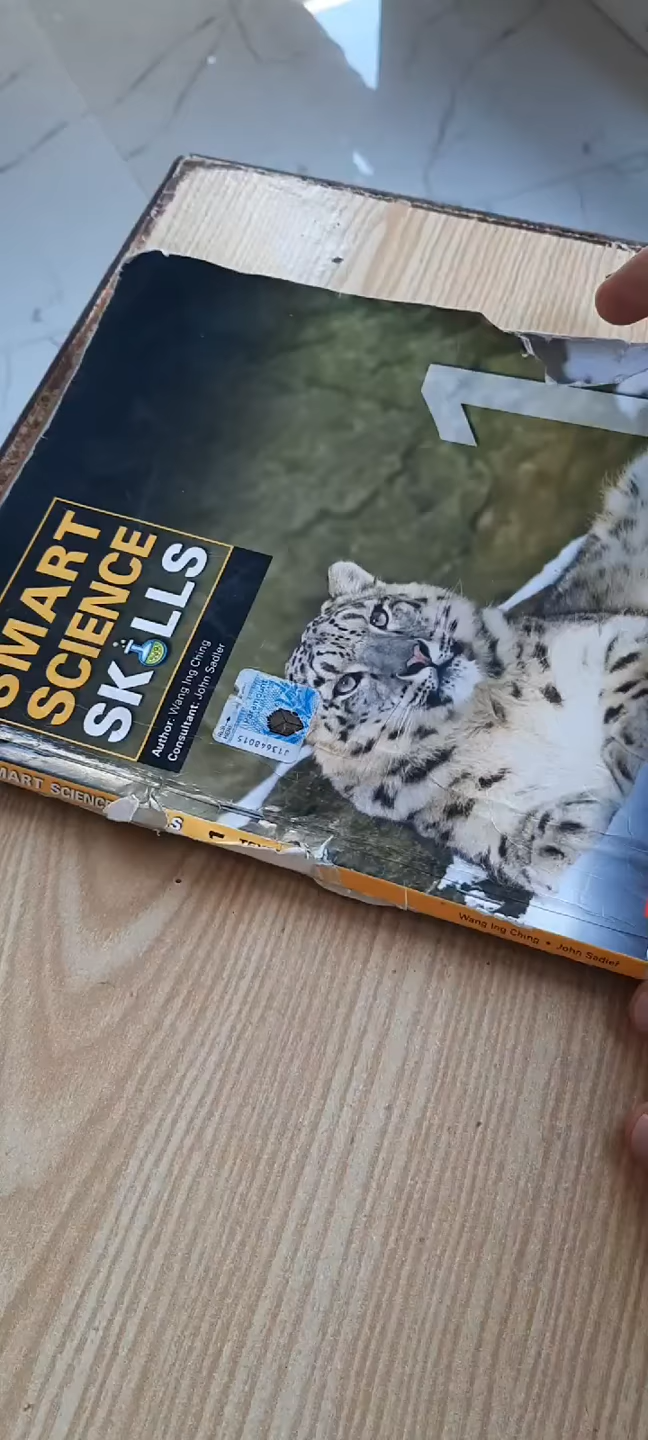 1
SMART
SCIENCE
SKILLS
Author: Wang Ing Ching
Consultant: John Sadler
J13648015
SMART SCIENCE
S 1
Wang Ing Ching • John Sadler